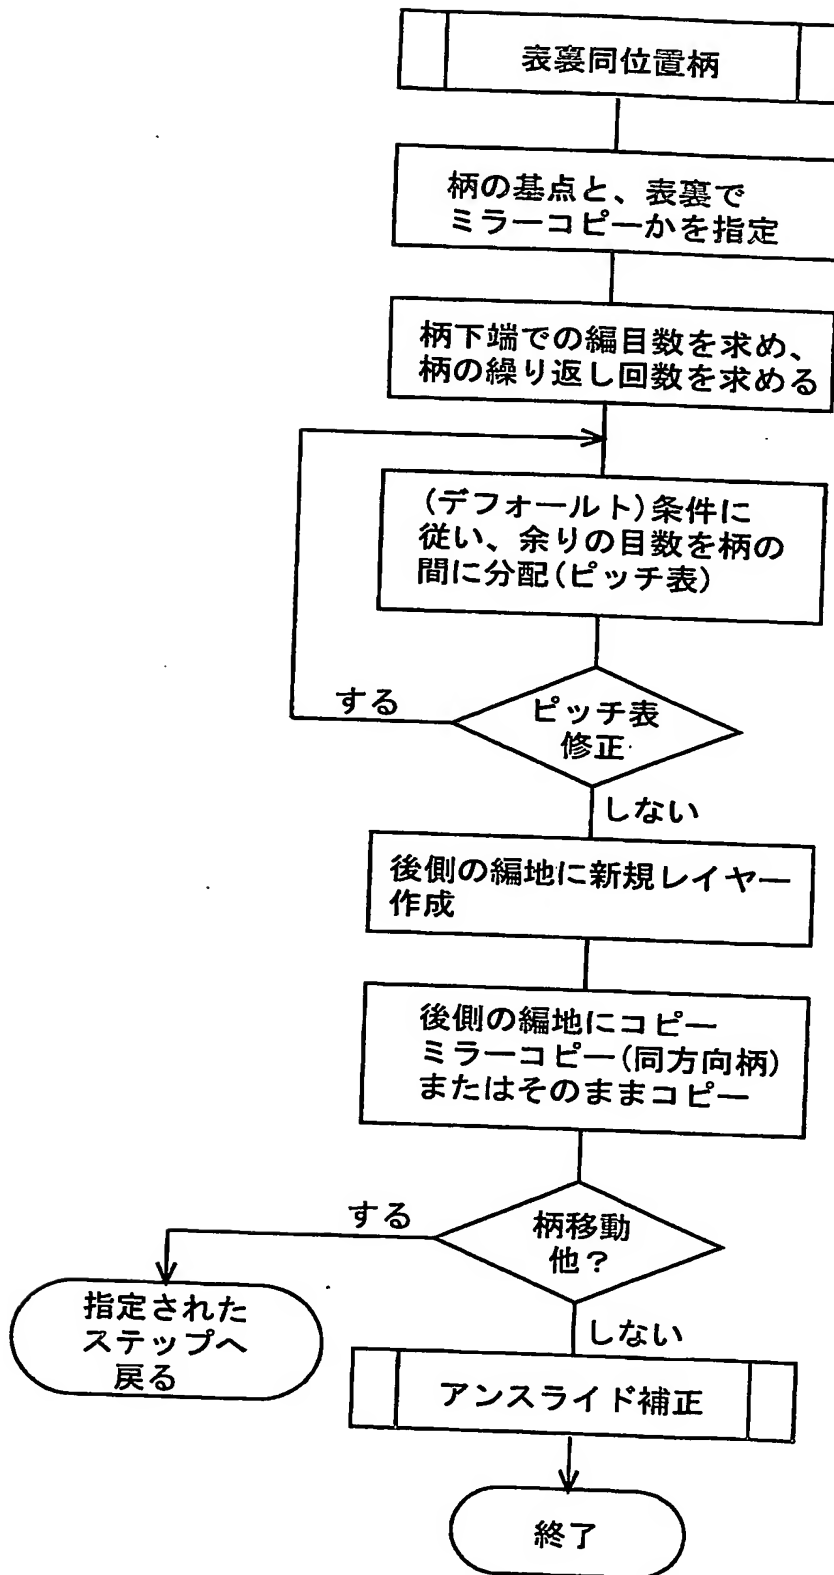 表裏同位置柄
柄の基点と、表裏で
ミラーコピーかを指定
柄下端での編目数を求め、
柄の繰り返し回数を求める
(デフォールト)条件に
従い、余りの目数を柄の
間に分配(ピッチ表)
する
ピッチ表
修正
しない
後側の編地に新規レイヤー
作成
後側の編地にコピー
ミラーコピー(同方向柄)
またはそのままコピー
する
柄移動
他?
指定された
ステップへ
戻る
しない
アンスライド補正
終了